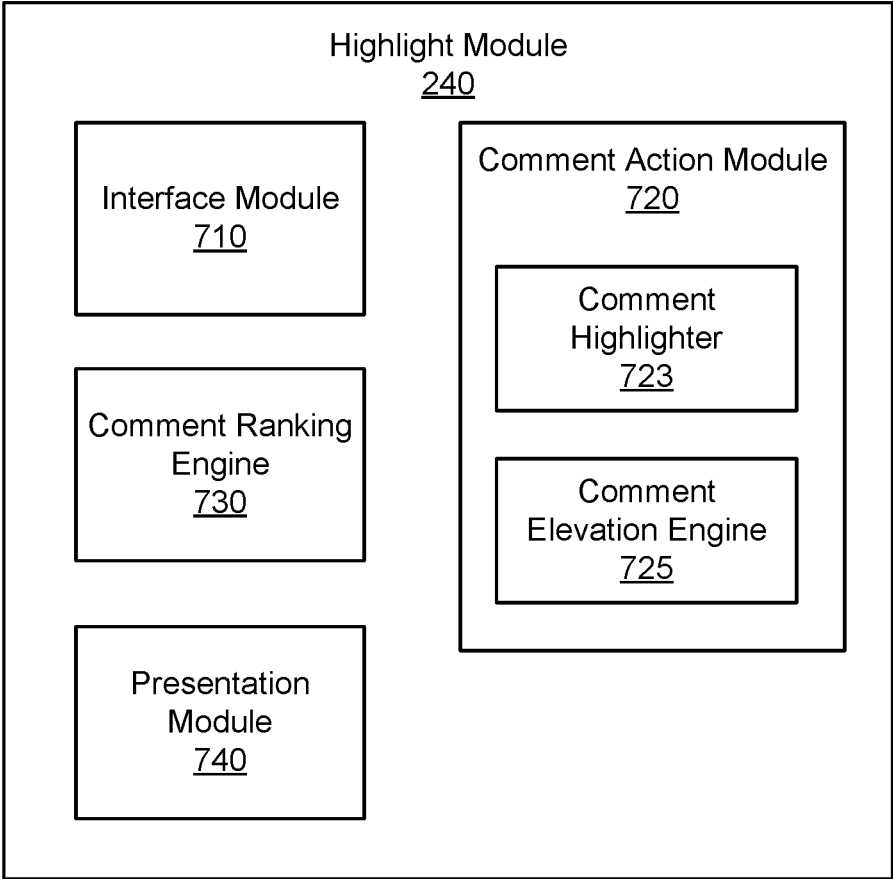 Highlight Module
240
Interface Module
710
Comment Ranking
Engine
730
Presentation
Module
740
Comment Action Module
720
Comment
Highlighter
723
Comment
Elevation Engine
725